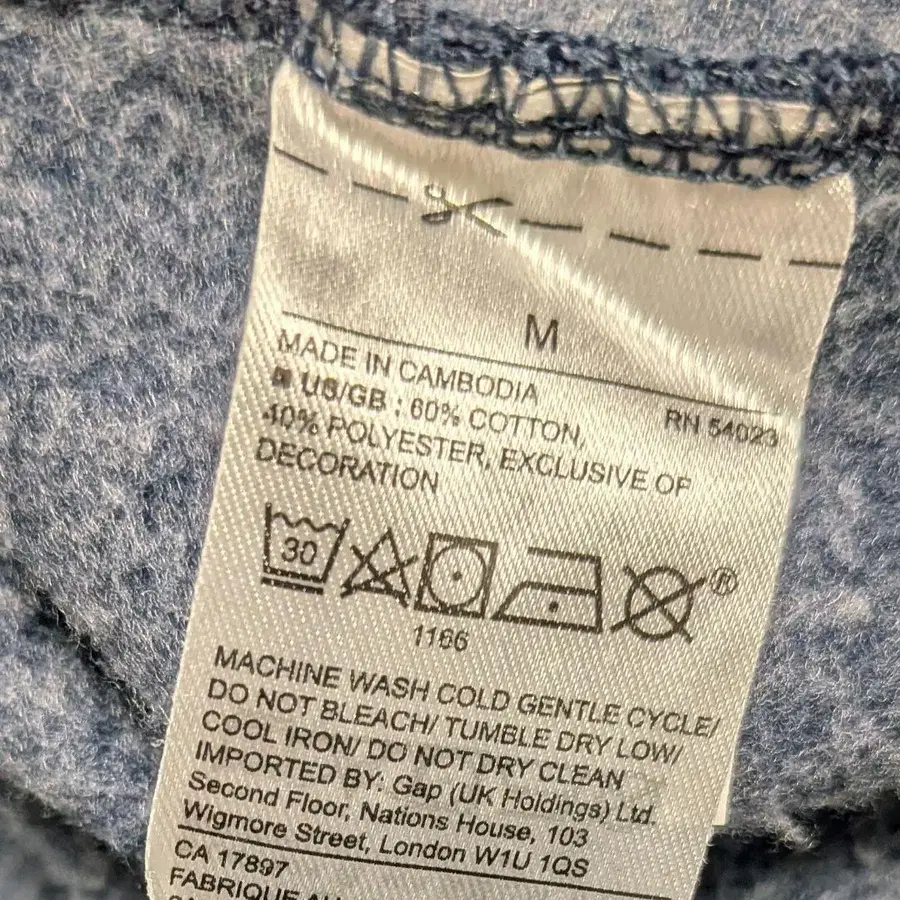 M
MADE IN CAMBODIA
RN 54023
US/GB : 60% COTTON,
40% POLYESTER, EXCLUSIVE OF
DECORATION
30
®
1166
MACHINE WASH COLD GENTLE CYCLE/
DO NOT BLEACH/ TUMBLE DRY LOW/
COOL IRON/ DO NOT DRY CLEAN
IMPORTED BY: Gap (UK Holdings) Ltd.
Second Floor, Nations House, 103
Wigmore Street, London W1U 1QS
CA 17897
FABRIQUE AU